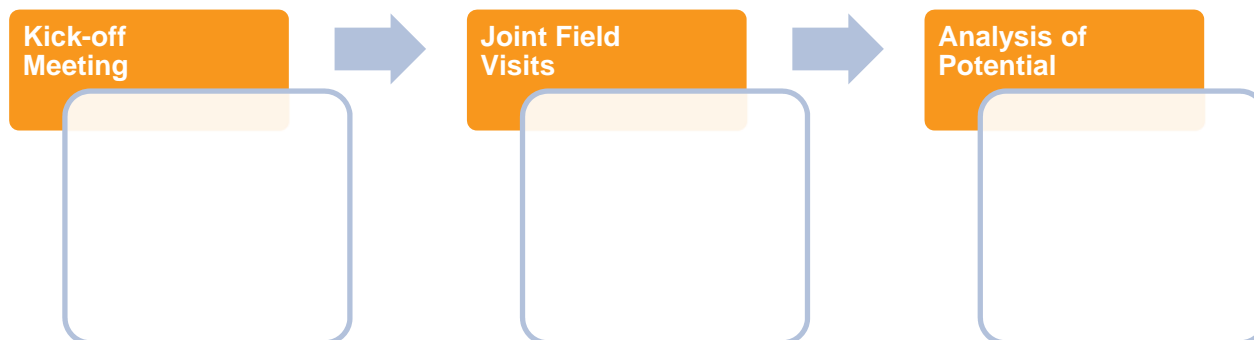 Kick-off
Meeting
Joint Field
Visits
Analysis of
Potential